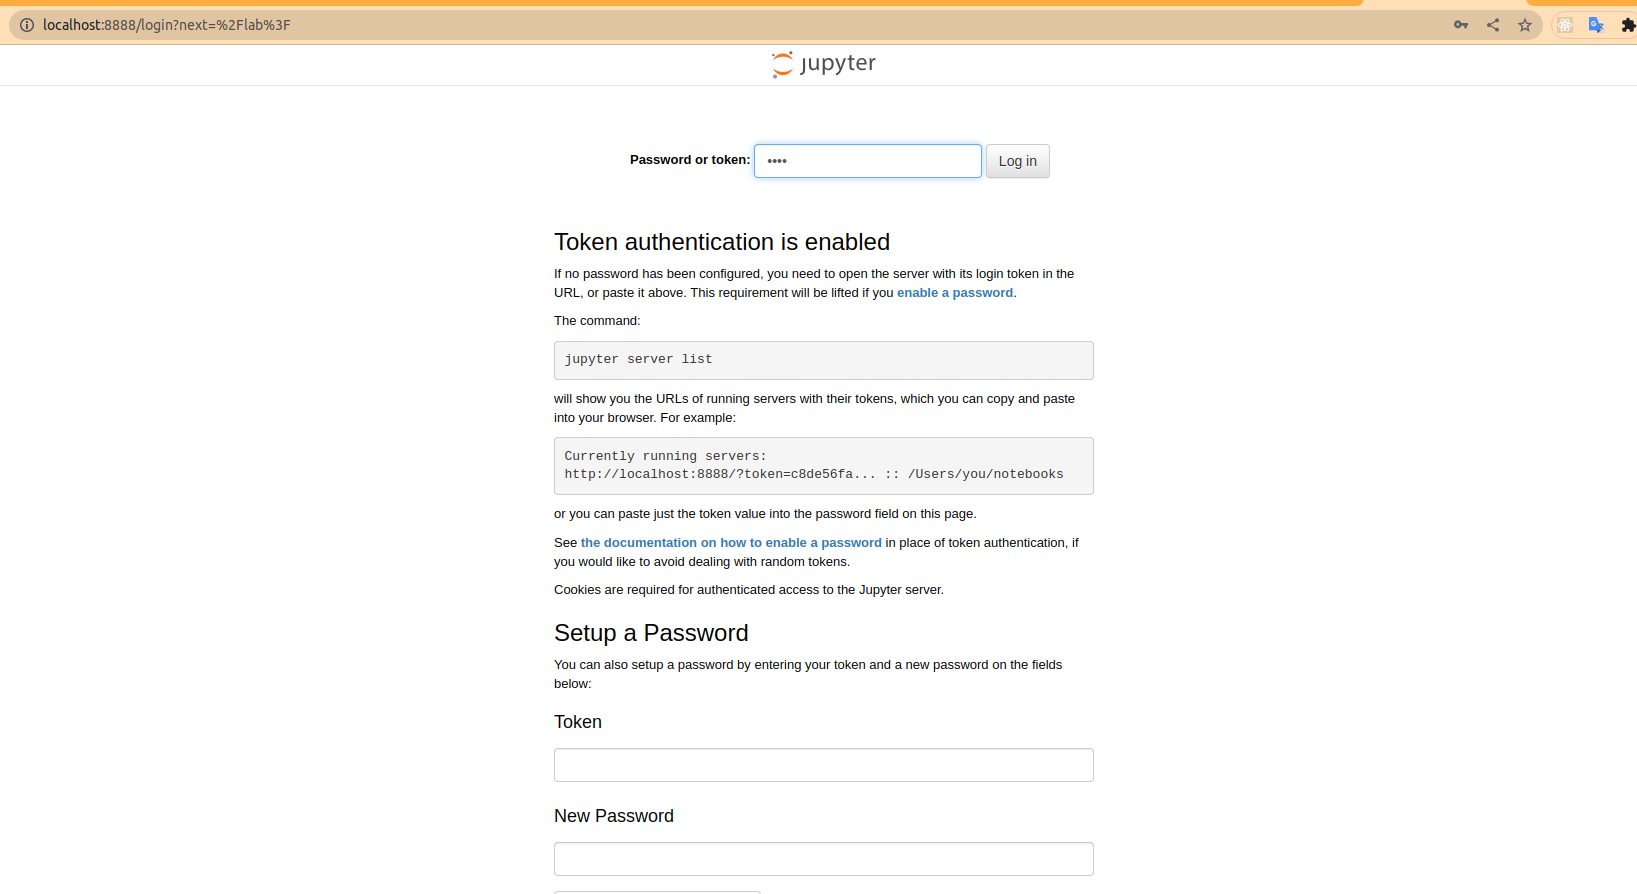 localhost:8888/login?next=%2Flab%3F
jupyter
Password or token: •••• Log in
Token authentication is enabled
If no password has been configured, you need to open the server with its login token in the
URL, or paste it above. This requirement will be lifted if you enable a password.
The command:
jupyter server list
will show you the URLs of running servers with their tokens, which you can copy and paste
into your browser. For example:
Currently running servers:
http://localhost:8888/?token=c8de56fa... :: /Users/you/notebooks
or you can paste just the token value into the password field on this page.
See the documentation on how to enable a password in place of token authentication, if
you would like to avoid dealing with random tokens.
Cookies are required for authenticated access to the Jupyter server.
Setup a Password
You can also setup a password by entering your token and a new password on the fields
below:
Token
New Password